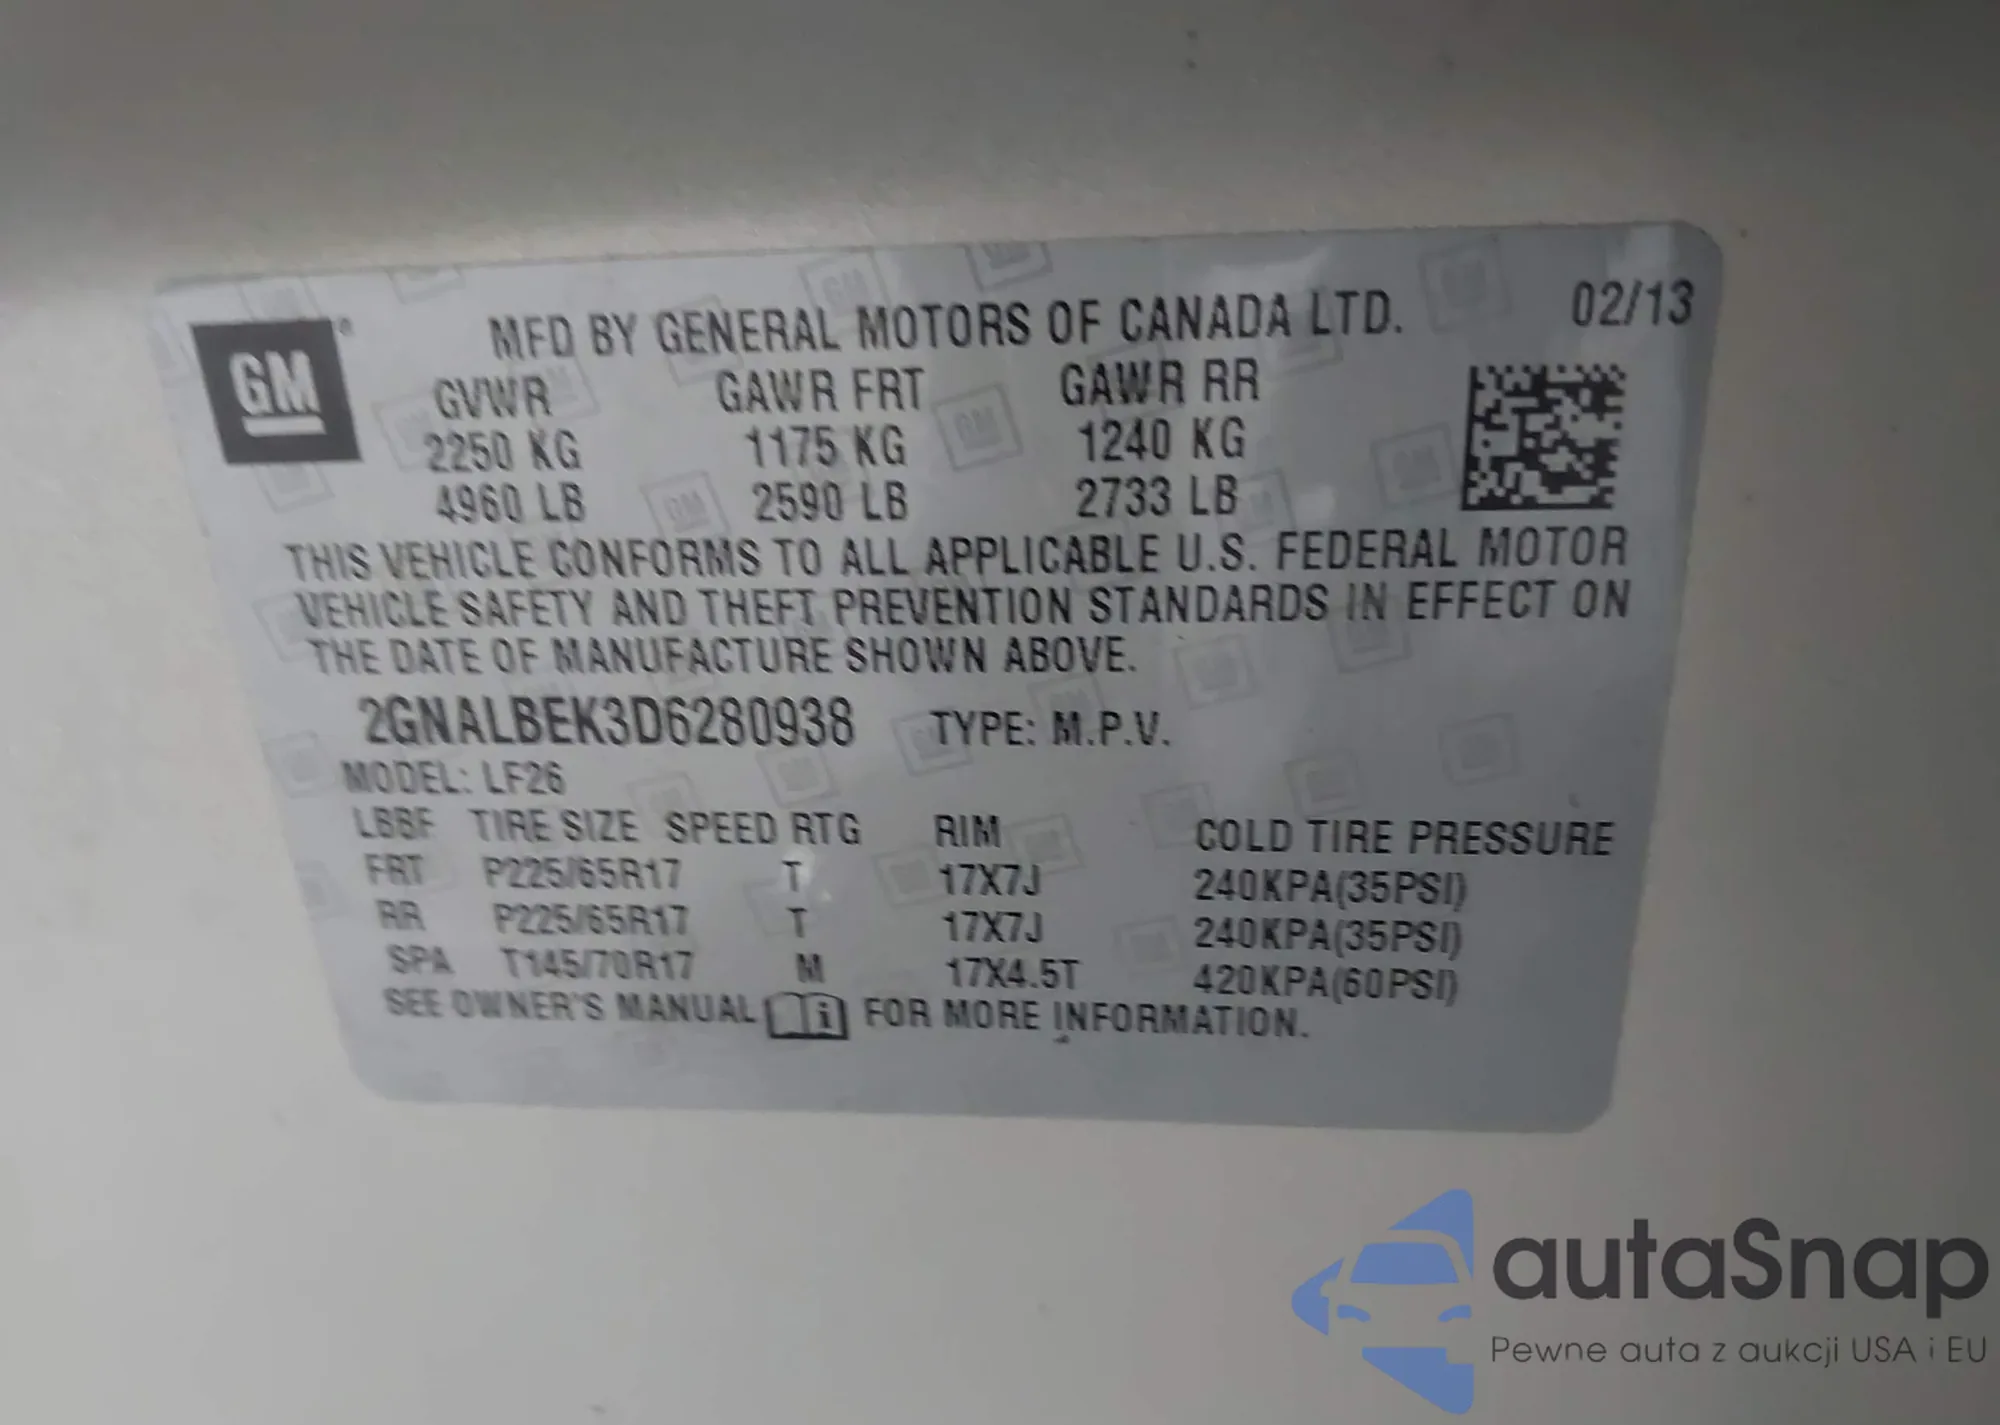 GM
MFD BY GENERAL MOTORS OF CANADA LTD. 02/13
GVWR GAWR FRT GAWR RR
2250 KG 1175 KG 1240 KG
4960 LB 2590 LB 2733 LB
THIS VEHICLE CONFORMS TO ALL APPLICABLE U.S. FEDERAL MOTOR
VEHICLE SAFETY AND THEFT PREVENTION STANDARDS IN EFFECT ON
THE DATE OF MANUFACTURE SHOWN ABOVE.
2GNALBEK3D6280938 TYPE: M.P.V.
MODEL: LF26
LBBF TIRE SIZE SPEED RTG RIM COLD TIRE PRESSURE
FRT P225/65R17 T 17X7J 240KPA(35PSI)
RR P225/65R17 T 17X7J 240KPA(35PSI)
SPA T145/70R17 M 17X4.5T 420KPA(60PSI)
SEE OWNER'S MANUAL i FOR MORE INFORMATION.
autaSnap
Pewne auta z aukcji USA i EU